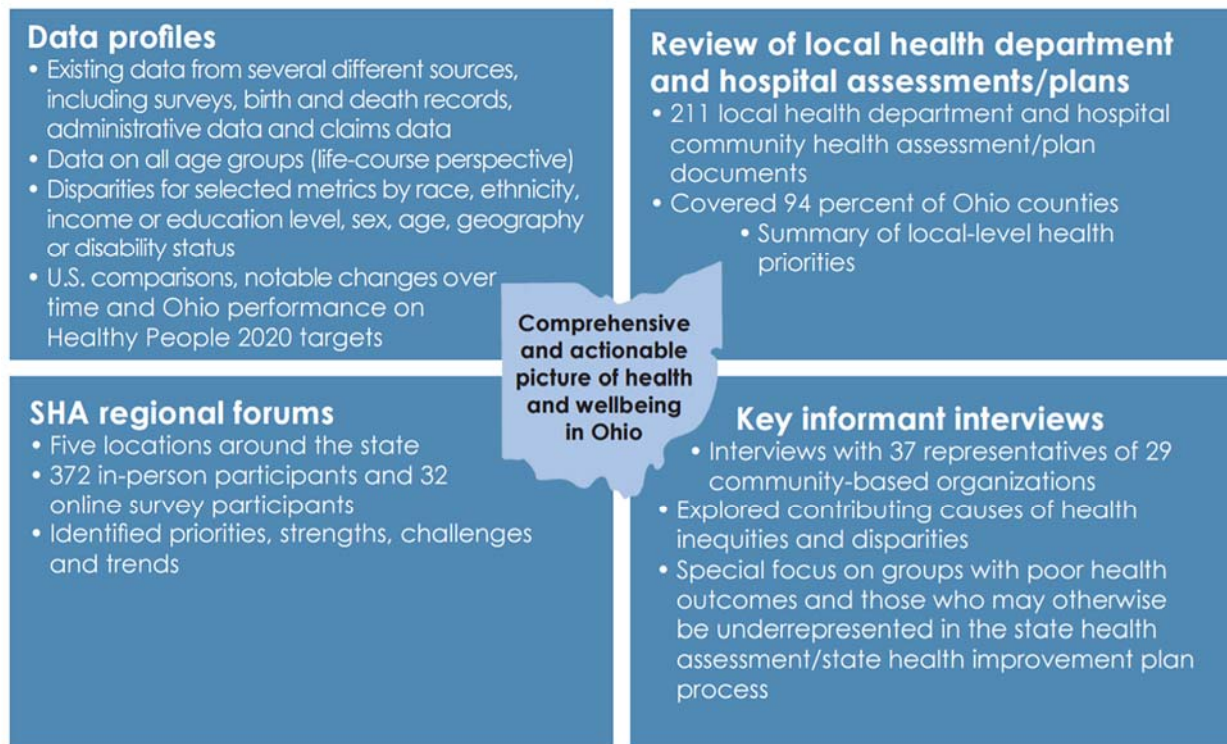 Data profiles
• Existing data from several different sources,
including surveys, birth and death records,
administrative data and claims data
• Data on all age groups (life-course perspective)
• Disparities for selected metrics by race, ethnicity,
income or education level, sex, age, geography
or disability status
• U.S. comparisons, notable changes over
time and Ohio performance on
Healthy People 2020 targets
Review of local health department
and hospital assessments/plans
• 211 local health department and hospital
community health assessment/plan
documents
• Covered 94 percent of Ohio counties
• Summary of local-level health
priorities
Comprehensive
and actionable
picture of health
and wellbeing
in Ohio
SHA regional forums
• Five locations around the state
• 372 in-person participants and 32
online survey participants
• Identified priorities, strengths, challenges
and trends
Key informant interviews
• Interviews with 37 representatives of 29
community-based organizations
• Explored contributing causes of health
inequities and disparities
• Special focus on groups with poor health
outcomes and those who may otherwise
be underrepresented in the state health
assessment/state health improvement plan
process